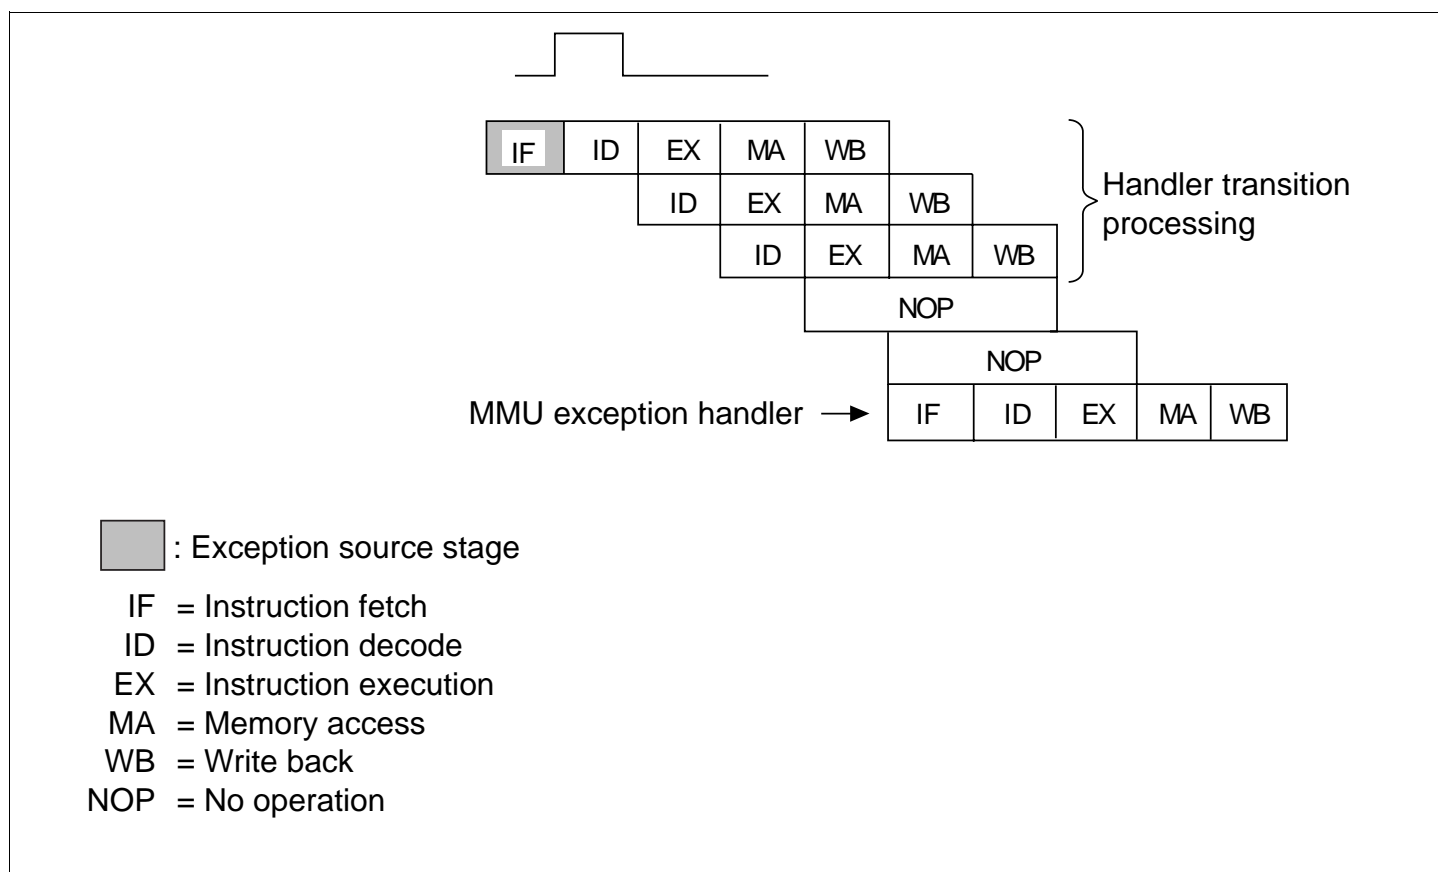 IF ID EX MA WB
ID EX MA WB
Handler transition
processing
ID EX MA WB
NOP
NOP
MMU exception handler IF ID EX MA WB
: Exception source stage
IF = Instruction fetch
ID = Instruction decode
EX = Instruction execution
MA = Memory access
WB = Write back
NOP = No operation